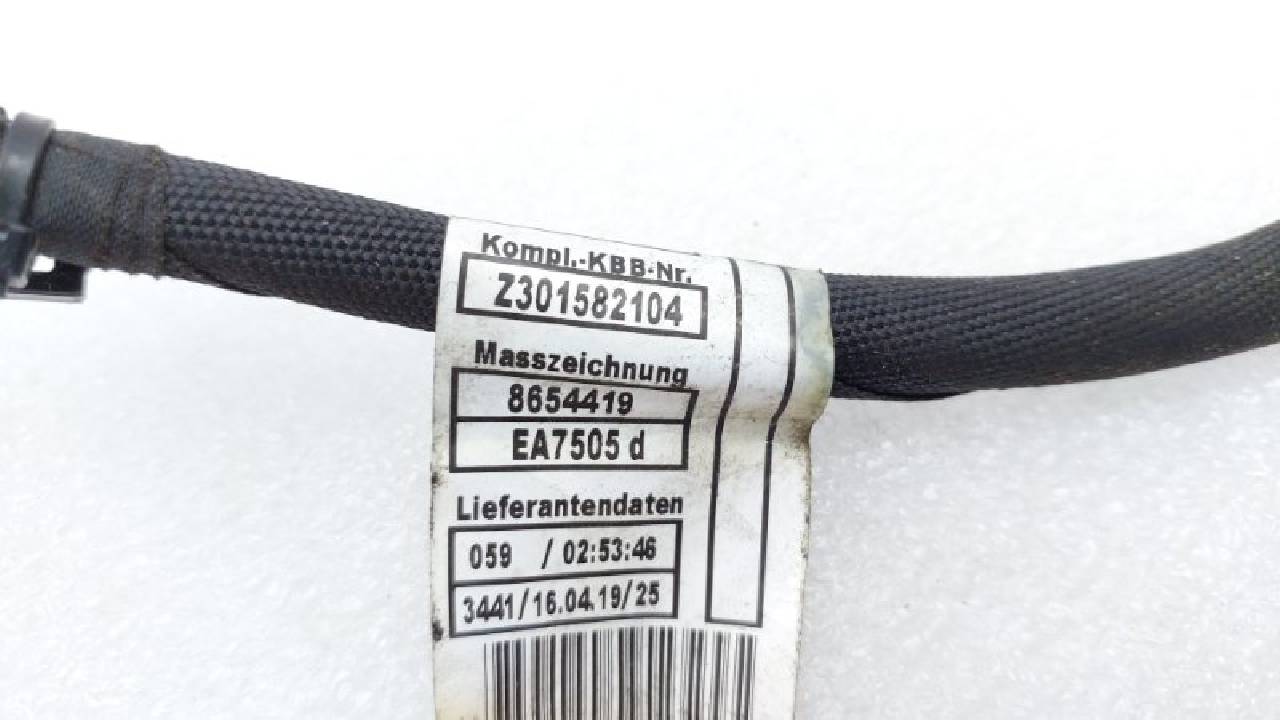 Kompl.-KBB-Nr.
Z301582104
Masszeichnung
8654419
EA7505 d
Lieferantendaten
059 / 02:53:46
3441/16.04.19/25